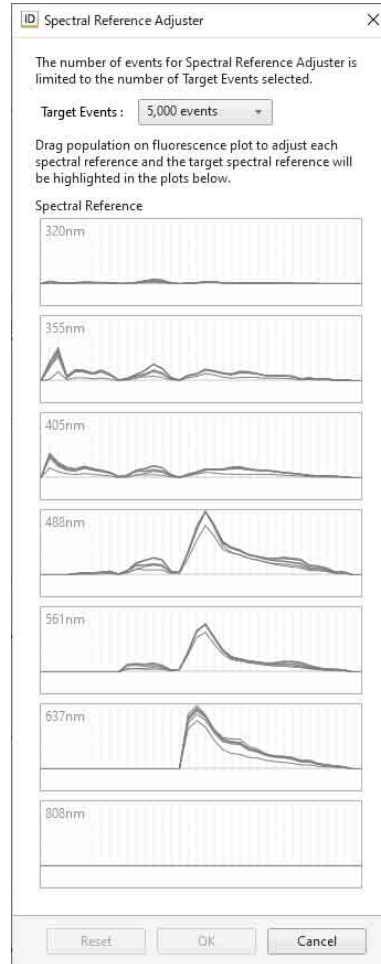 ID Spectral Reference Adjuster
The number of events for Spectral Reference Adjuster is
limited to the number of Target Events selected.
Target Events : 5,000 events
Drag population on fluorescence plot to adjust each
spectral reference and the target spectral reference will
be highlighted in the plots below.
Spectral Reference
320nm
355nm
405nm
488nm
561nm
637nm
808nm
Reset OK Cancel